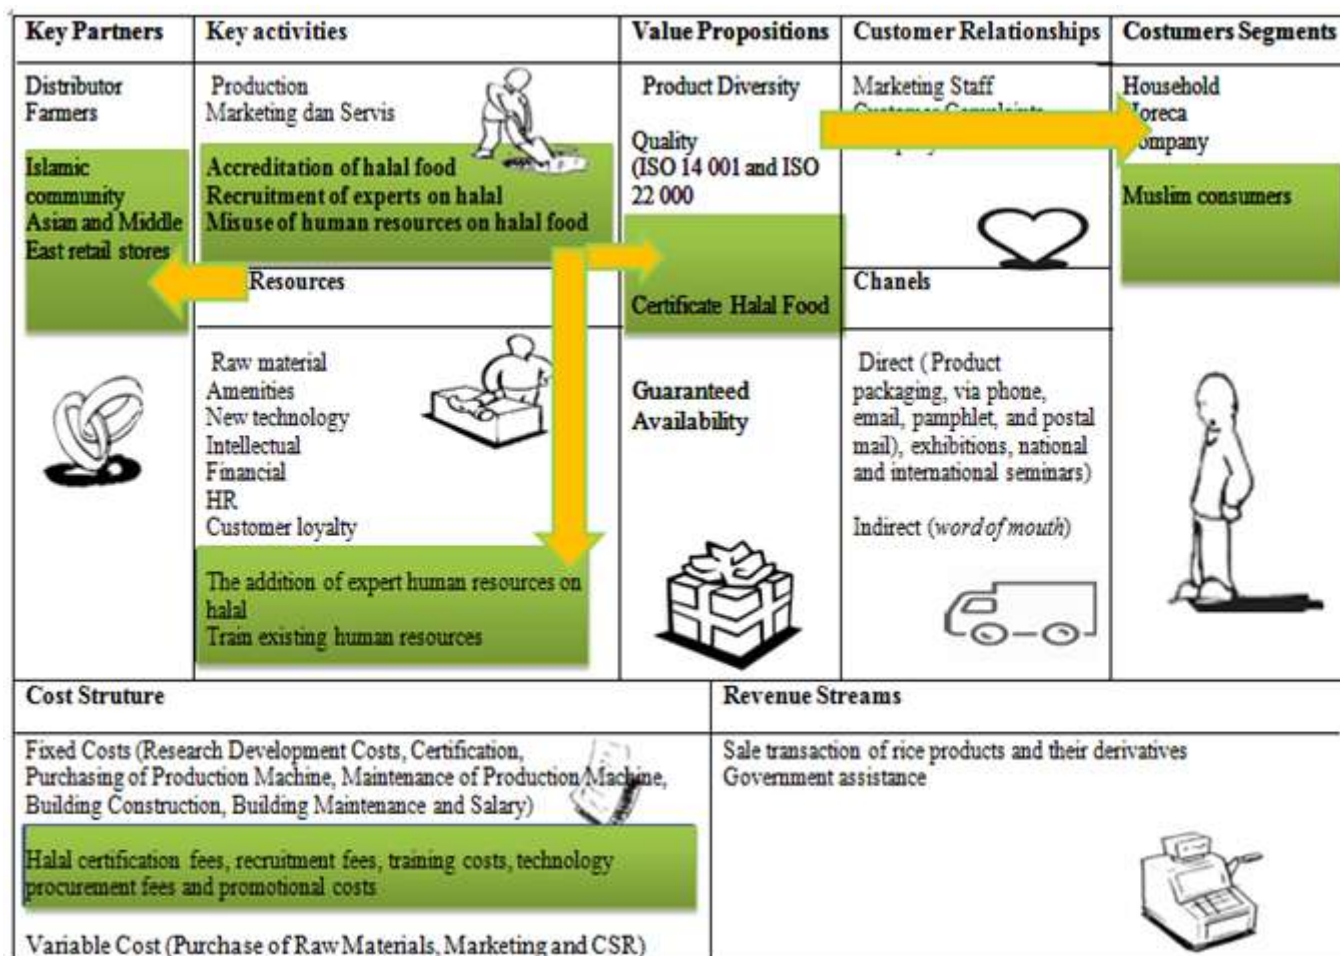 Key Partners
Distributor
Farmers
Islamic
community
Asian and Middle
East retail stores
Key activities
Production
Marketing dan Servis
Accreditation of halal food
Recruitment of experts on halal
Misuse of human resources on halal food
Resources
Raw material
Amenities
New technology
Intellectual
Financial
HR
Customer loyalty
The addition of expert human resources on
halal
Train existing human resources
Value Propositions
Product Diversity
Quality
(ISO 14 001 and ISO
22 000
Certificate Halal Food
Guaranteed
Availability
Customer Relationships
Marketing Staff
Chanels
Direct ( Product
packaging, via phone,
email, pamphlet, and postal
mail), exhibitions, national
and international seminars)
Indirect (word of mouth)
Costumers Segments
Household
Muslim consumers
Cost Struture
Fixed Costs (Research Development Costs, Certification,
Purchasing of Production Machine, Maintenance of Production Machine,
Building Construction, Building Maintenance and Salary)
Halal certification fees, recruitment fees, training costs, technology
procurement fees and promotional costs
Variable Cost (Purchase of Raw Materials, Marketing and CSR)
Revenue Streams
Sale transaction of rice products and their derivatives
Government assistance